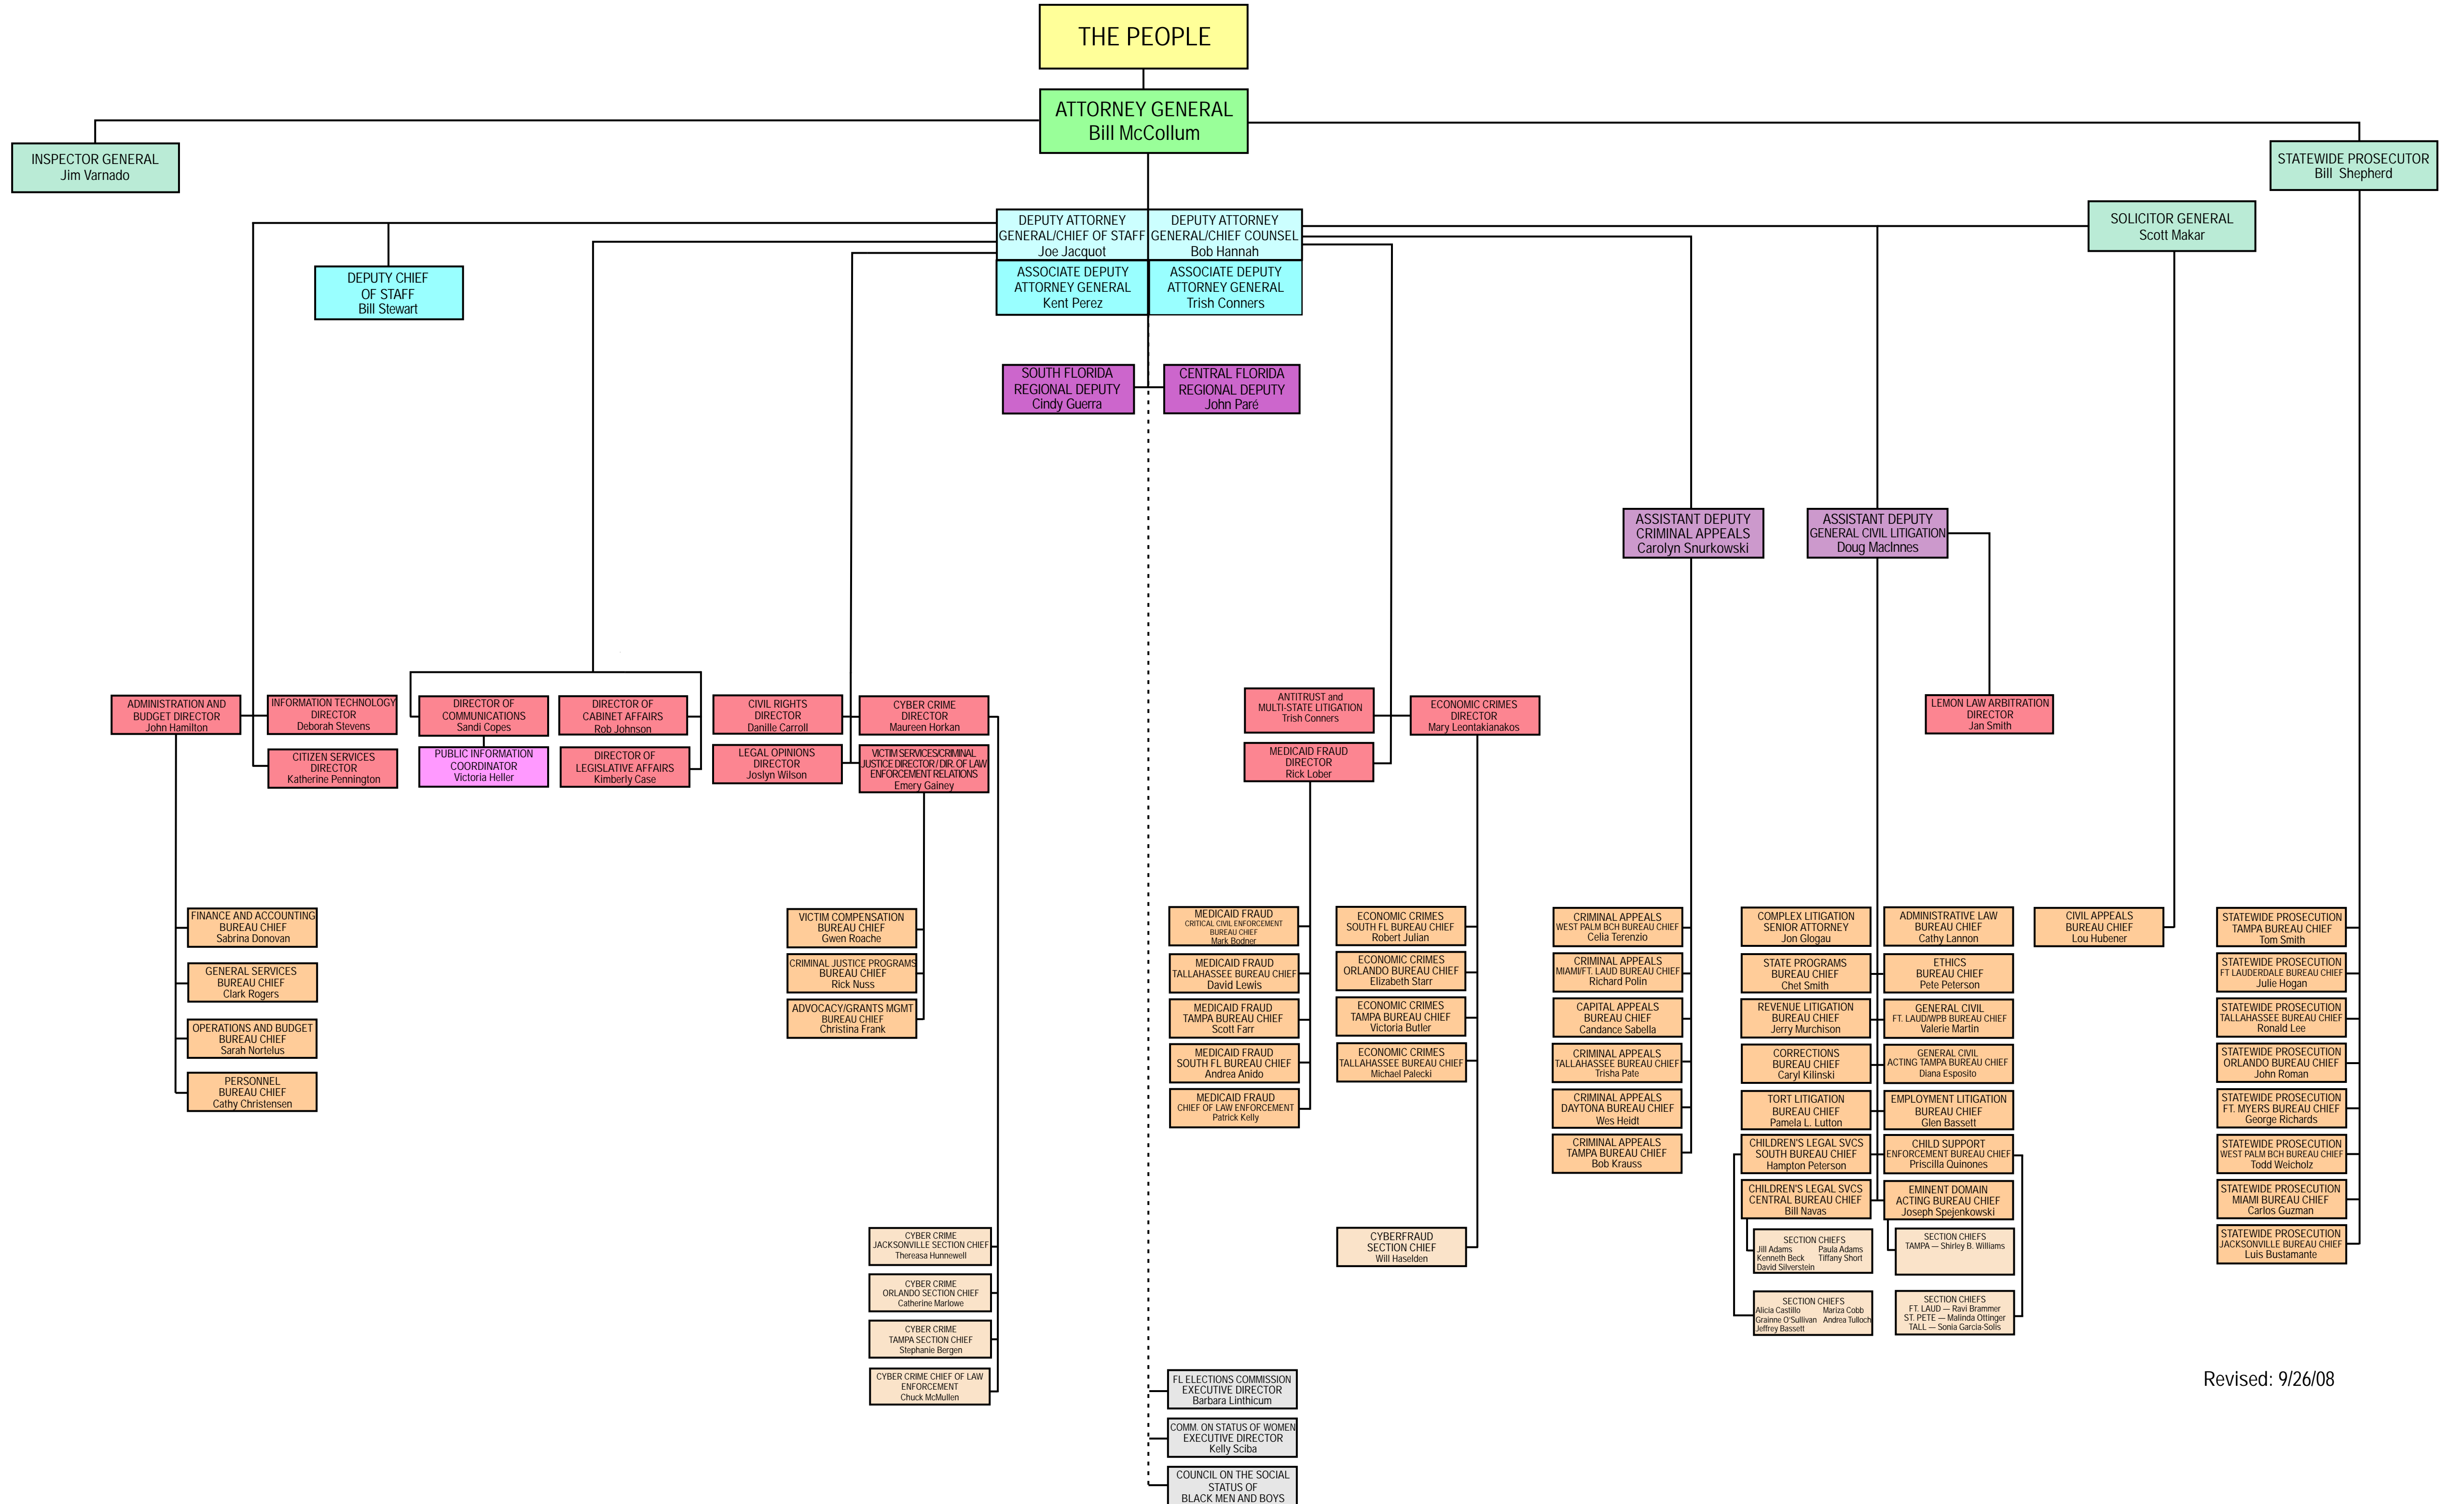 THE PEOPLE
ATTORNEY GENERAL
Bill McCollum
INSPECTOR GENERAL
Jim Varnado
STATEWIDE PROSECUTOR
Bill Shepherd
SOLICITOR GENERAL
Scott Makar
DEPUTY ATTORNEY
GENERAL/CHIEF OF STAFF
Joe Jacquot
DEPUTY ATTORNEY
GENERAL/CHIEF COUNSEL
Bob Hannah
ASSOCIATE DEPUTY
ATTORNEY GENERAL
Kent Perez
ASSOCIATE DEPUTY
ATTORNEY GENERAL
Trish Conners
DEPUTY CHIEF
OF STAFF
Bill Stewart
SOUTH FLORIDA
REGIONAL DEPUTY
Cindy Guerra
CENTRAL FLORIDA
REGIONAL DEPUTY
John Paré
ASSISTANT DEPUTY
CRIMINAL APPEALS
Carolyn Snurkowski
ASSISTANT DEPUTY
GENERAL CIVIL LITIGATION
Doug MacInnes
ADMINISTRATION AND
BUDGET DIRECTOR
John Hamilton
INFORMATION TECHNOLOGY
DIRECTOR
Deborah Stevens
DIRECTOR OF
COMMUNICATIONS
Sandi Copes
DIRECTOR OF
CABINET AFFAIRS
Rob Johnson
CIVIL RIGHTS
DIRECTOR
Danille Carroll
CYBER CRIME
DIRECTOR
Maureen Horkan
ANTITRUST and
MULTI-STATE LITIGATION
Trish Conners
ECONOMIC CRIMES
DIRECTOR
Mary Leontakianakos
LEMON LAW ARBITRATION
DIRECTOR
Jan Smith
CITIZEN SERVICES
DIRECTOR
Katherine Pennington
PUBLIC INFORMATION
COORDINATOR
Victoria Heller
DIRECTOR OF
LEGISLATIVE AFFAIRS
Kimberly Case
LEGAL OPINIONS
DIRECTOR
Joslyn Wilson
VICTIM SERVICES/CRIMINAL
JUSTICE DIRECTOR / DIR. OF LAW
ENFORCEMENT RELATIONS
Emery Gainey
MEDICAID FRAUD
DIRECTOR
Rick Lober
FINANCE AND ACCOUNTING
BUREAU CHIEF
Sabrina Donovan
GENERAL SERVICES
BUREAU CHIEF
Clark Rogers
OPERATIONS AND BUDGET
BUREAU CHIEF
Sarah Nortelus
PERSONNEL
BUREAU CHIEF
Cathy Christensen
VICTIM COMPENSATION
BUREAU CHIEF
Gwen Roache
CRIMINAL JUSTICE PROGRAMS
BUREAU CHIEF
Rick Nuss
ADVOCACY/GRANTS MGMT
BUREAU CHIEF
Christina Frank
CYBER CRIME
JACKSONVILLE SECTION CHIEF
Thereasa Hunnewell
CYBER CRIME
ORLANDO SECTION CHIEF
Catherine Marlowe
CYBER CRIME
TAMPA SECTION CHIEF
Stephanie Bergen
CYBER CRIME CHIEF OF LAW
ENFORCEMENT
Chuck McMullen
MEDICAID FRAUD
CRITICAL CIVIL ENFORCEMENT
BUREAU CHIEF
Mark Bodner
MEDICAID FRAUD
TALLAHASSEE BUREAU CHIEF
David Lewis
MEDICAID FRAUD
TAMPA BUREAU CHIEF
Scott Farr
MEDICAID FRAUD
SOUTH FL BUREAU CHIEF
Andrea Anido
MEDICAID FRAUD
CHIEF OF LAW ENFORCEMENT
Patrick Kelly
ECONOMIC CRIMES
SOUTH FL BUREAU CHIEF
Robert Julian
ECONOMIC CRIMES
ORLANDO BUREAU CHIEF
Elizabeth Starr
ECONOMIC CRIMES
TAMPA BUREAU CHIEF
Victoria Butler
ECONOMIC CRIMES
TALLAHASSEE BUREAU CHIEF
Michael Palecki
CYBERFRAUD
SECTION CHIEF
Will Haselden
CRIMINAL APPEALS
WEST PALM BCH BUREAU CHIEF
Celia Terenzio
CRIMINAL APPEALS
MIAMI/FT. LAUD BUREAU CHIEF
Richard Polin
CAPITAL APPEALS
BUREAU CHIEF
Candance Sabella
CRIMINAL APPEALS
TALLAHASSEE BUREAU CHIEF
Trisha Pate
CRIMINAL APPEALS
DAYTONA BUREAU CHIEF
Wes Heidt
CRIMINAL APPEALS
TAMPA BUREAU CHIEF
Bob Krauss
COMPLEX LITIGATION
SENIOR ATTORNEY
Jon Glogau
ADMINISTRATIVE LAW
BUREAU CHIEF
Cathy Lannon
STATE PROGRAMS
BUREAU CHIEF
Chet Smith
ETHICS
BUREAU CHIEF
Pete Peterson
REVENUE LITIGATION
BUREAU CHIEF
Jerry Murchison
GENERAL CIVIL
FT. LAUD/WPB BUREAU CHIEF
Valerie Martin
CORRECTIONS
BUREAU CHIEF
Caryl Kilinski
GENERAL CIVIL
ACTING TAMPA BUREAU CHIEF
Diana Esposito
TORT LITIGATION
BUREAU CHIEF
Pamela L. Lutton
EMPLOYMENT LITIGATION
BUREAU CHIEF
Glen Bassett
CHILDREN'S LEGAL SVCS
SOUTH BUREAU CHIEF
Hampton Peterson
CHILD SUPPORT
ENFORCEMENT BUREAU CHIEF
Priscilla Quinones
CHILDREN'S LEGAL SVCS
CENTRAL BUREAU CHIEF
Bill Navas
EMINENT DOMAIN
ACTING BUREAU CHIEF
Joseph Spejenkowski
SECTION CHIEFS
Jill Adams Paula Adams
Kenneth Beck Tiffany Short
David Silverstein
SECTION CHIEFS
TAMPA — Shirley B. Williams
SECTION CHIEFS
Alicia Castillo Mariza Cobb
Grainne O'Sullivan Andrea Tulloch
Jeffrey Bassett
SECTION CHIEFS
FT. LAUD — Ravi Brammer
ST. PETE — Malinda Ottinger
TALL — Sonia Garcia-Solis
CIVIL APPEALS
BUREAU CHIEF
Lou Hubener
STATEWIDE PROSECUTION
TAMPA BUREAU CHIEF
Tom Smith
STATEWIDE PROSECUTION
FT LAUDERDALE BUREAU CHIEF
Julie Hogan
STATEWIDE PROSECUTION
TALLAHASSEE BUREAU CHIEF
Ronald Lee
STATEWIDE PROSECUTION
ORLANDO BUREAU CHIEF
John Roman
STATEWIDE PROSECUTION
FT. MYERS BUREAU CHIEF
George Richards
STATEWIDE PROSECUTION
WEST PALM BCH BUREAU CHIEF
Todd Weicholz
STATEWIDE PROSECUTION
MIAMI BUREAU CHIEF
Carlos Guzman
STATEWIDE PROSECUTION
JACKSONVILLE BUREAU CHIEF
Luis Bustamante
FL ELECTIONS COMMISSION
EXECUTIVE DIRECTOR
Barbara Linthicum
COMM. ON STATUS OF WOMEN
EXECUTIVE DIRECTOR
Kelly Sciba
COUNCIL ON THE SOCIAL
STATUS OF
BLACK MEN AND BOYS
Revised: 9/26/08